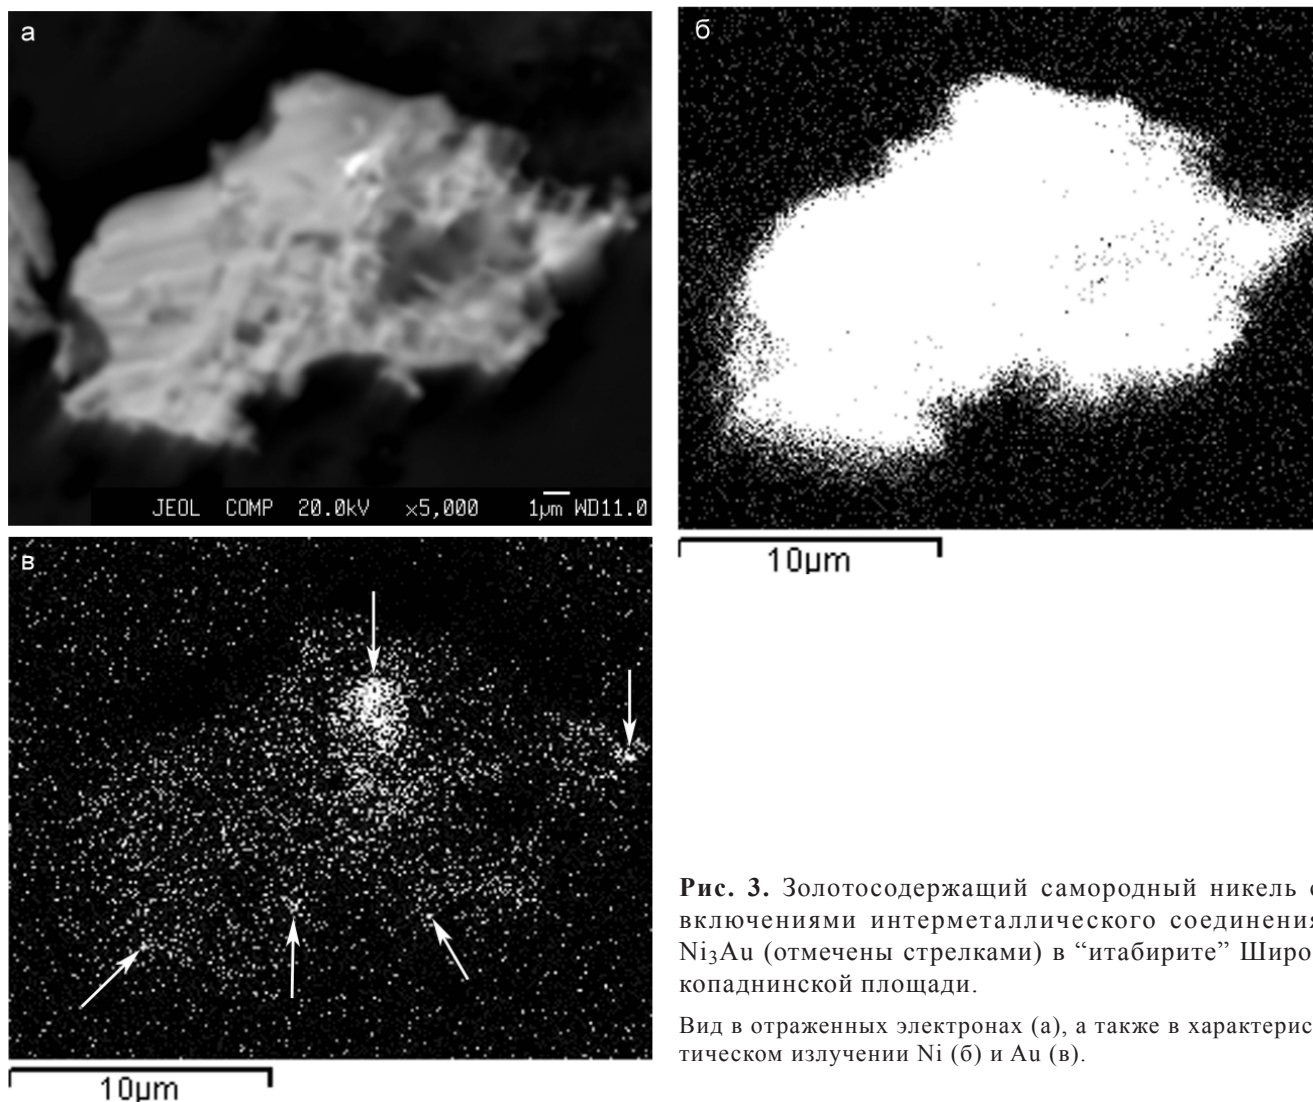 а
б
JEOL COMP 20.0kV ×5,000 1µm WD11.0
10µm
в
10µm
Рис. 3. Золотосодержащий самородный никель с
включениями интерметаллического соединения
Ni₃Au (отмечены стрелками) в “итабирите” Широ-
копаднинской площади.
Вид в отраженных электронах (а), а также в характерис-
тическом излучении Ni (б) и Au (в).